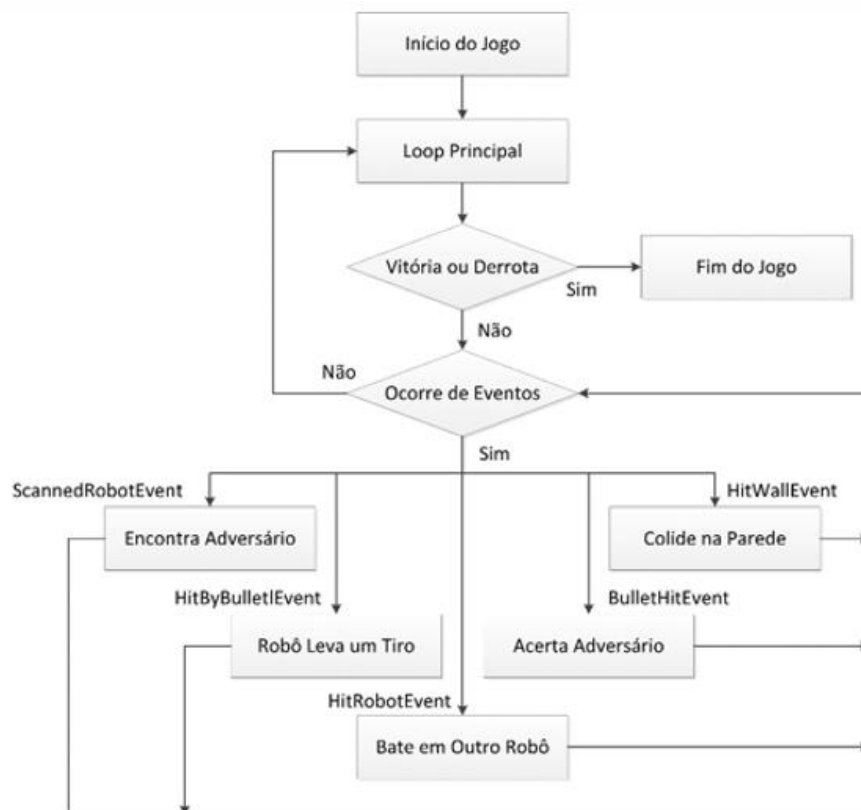 Início do Jogo
Loop Principal
Vitória ou Derrota
Sim
Fim do Jogo
Não
Não
Ocorre de Eventos
Sim
ScannedRobotEvent
HitWallEvent
Encontra Adversário
Colide na Parede
HitByBulletlEvent
BulletHitEvent
Robô Leva um Tiro
Acerta Adversário
HitRobotEvent
Bate em Outro Robô